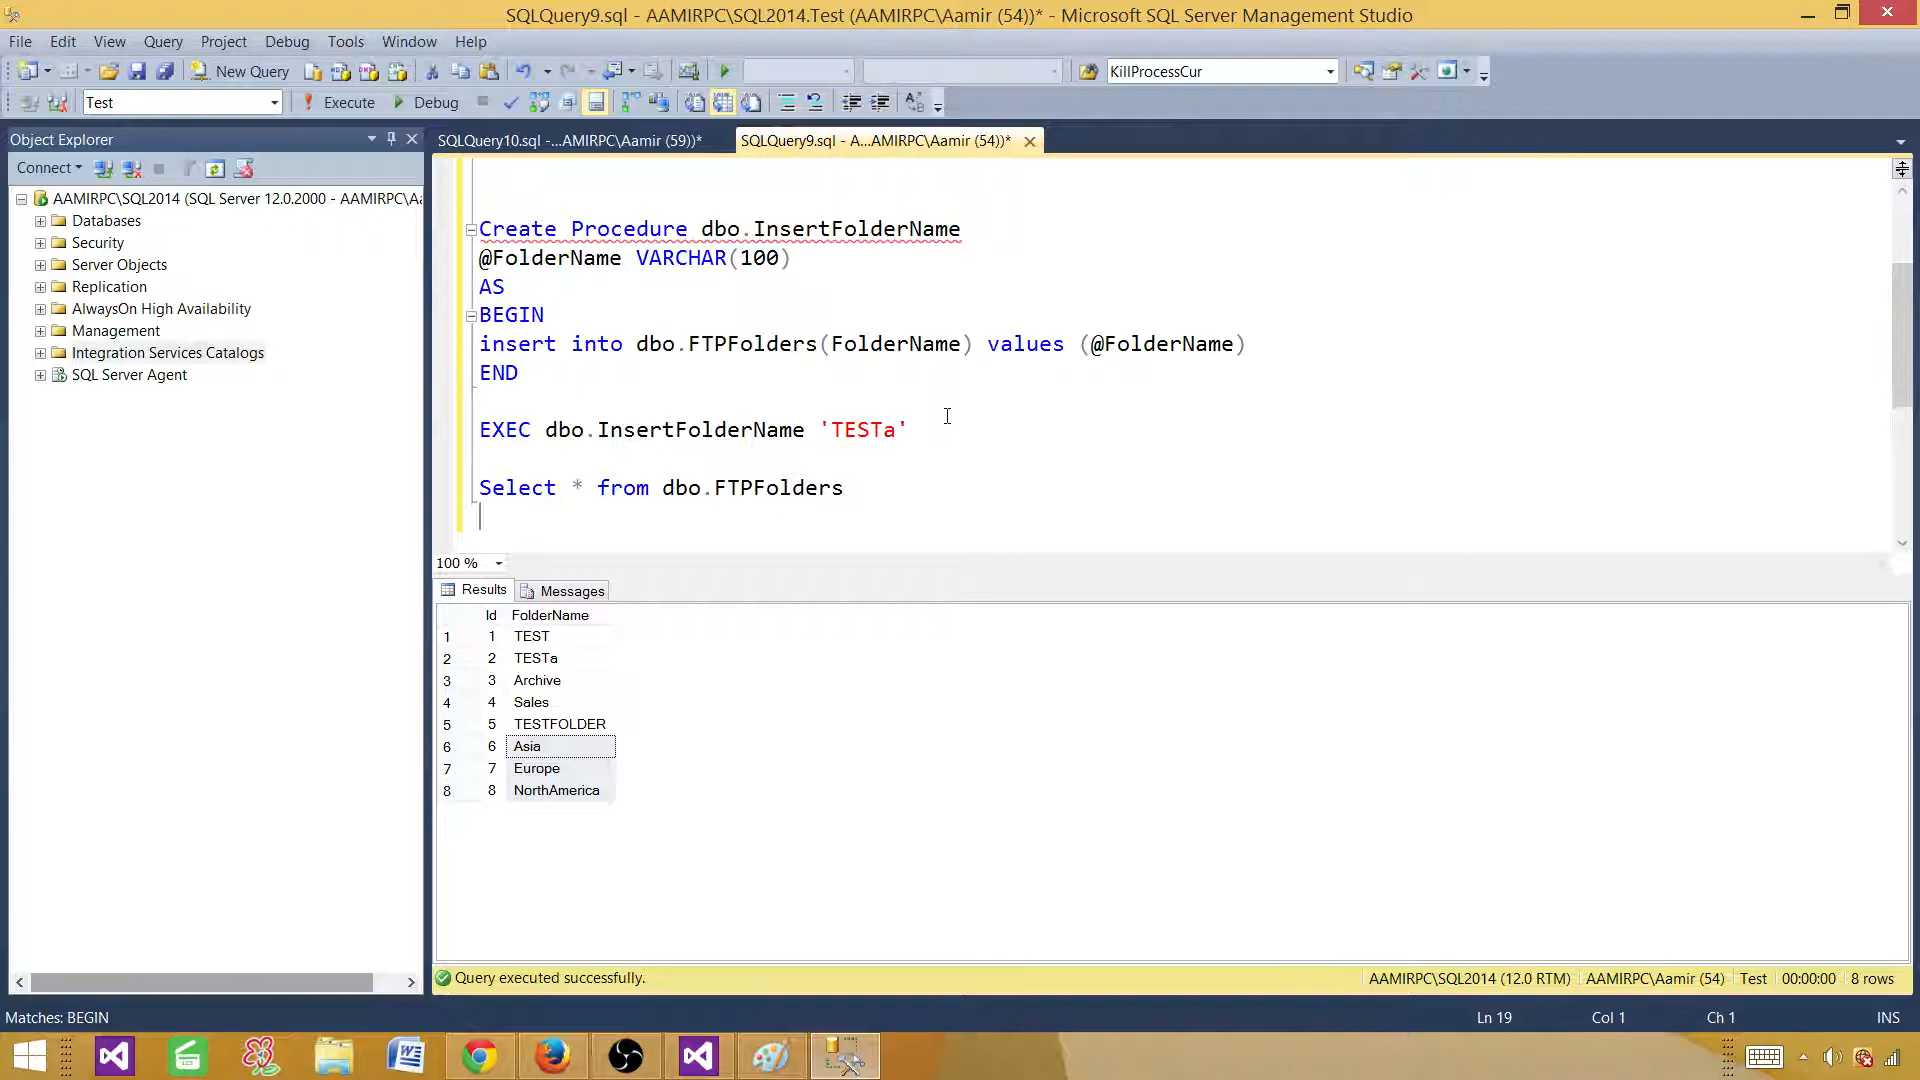 SQLQuery9.sql - AAMIRPC\SQL2014.Test (AAMIRPC\Aamir (54))* - Microsoft SQL Server Management Studio
File Edit View Query Project Debug Tools Window Help
New Query KillProcessCur
Test Execute Debug
Object Explorer
Connect
AAMIRPC\SQL2014 (SQL Server 12.0.2000 - AAMIRPC\A
Databases
Security
Server Objects
Replication
AlwaysOn High Availability
Management
Integration Services Catalogs
SQL Server Agent
SQLQuery10.sql -...AMIRPC\Aamir (59))* SQLQuery9.sql - A...AMIRPC\Aamir (54))*
Create Procedure dbo.InsertFolderName
@FolderName VARCHAR(100)
AS
BEGIN
insert into dbo.FTPFolders(FolderName) values (@FolderName)
END
EXEC dbo.InsertFolderName 'TESTa'
Select * from dbo.FTPFolders
100 %
Results Messages
Id FolderName
1 1 TEST
2 2 TESTa
3 3 Archive
4 4 Sales
5 5 TESTFOLDER
6 6 Asia
7 7 Europe
8 8 NorthAmerica
Query executed successfully. AAMIRPC\SQL2014 (12.0 RTM) AAMIRPC\Aamir (54) Test 00:00:00 8 rows
Matches: BEGIN Ln 19 Col 1 Ch 1 INS